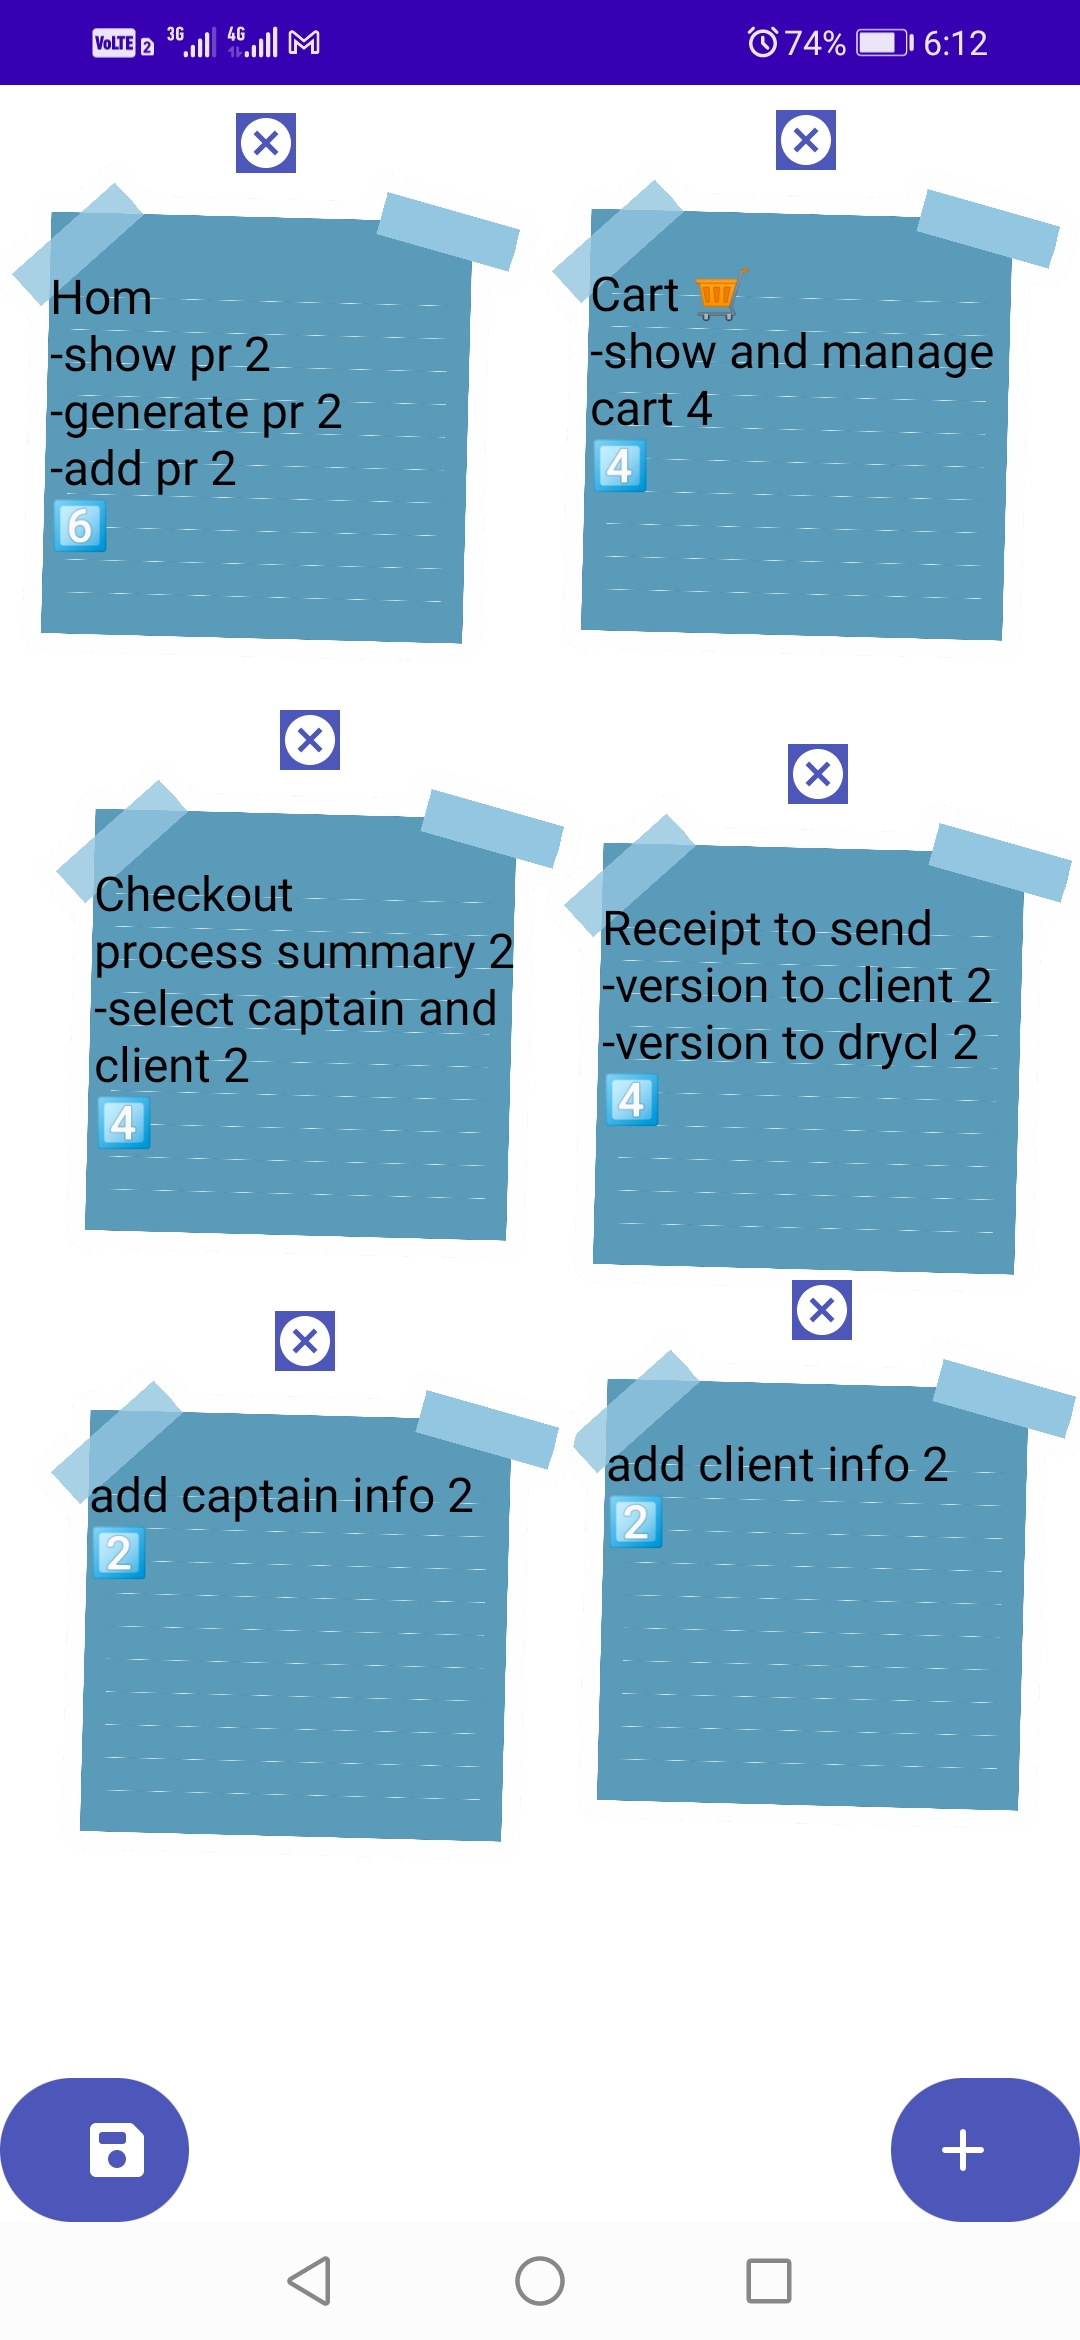 VoLTE 2 3G 4G 74% 6:12
Hom
-show pr 2
-generate pr 2
-add pr 2
6️⃣
Cart 🛒
-show and manage
cart 4
4️⃣
Checkout
process summary 2
-select captain and
client 2
4️⃣
Receipt to send
-version to client 2
-version to drycl 2
4️⃣
add captain info 2
2️⃣
add client info 2
2️⃣